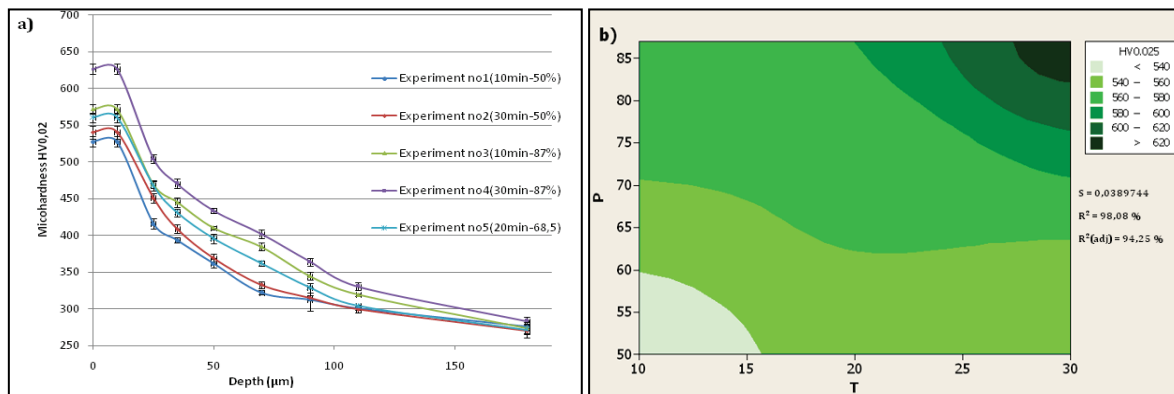 a)
700
650
600
550
500
450
400
350
300
250
Micohardness HV0,02
0
50
100
150
Depth (µm)
Experiment no1(10min-50%)
Experiment no2(30min-50%)
Experiment no3(10min-87%)
Experiment no4(30min-87%)
Experiment no5(20min-68,5)
b)
P
85
80
75
70
65
60
55
50
10
15
20
25
30
T
HV0.025
< 540
540 – 560
560 – 580
580 – 600
600 – 620
> 620
S = 0,0389744
R² = 98,08 %
R²(adj) = 94,25 %